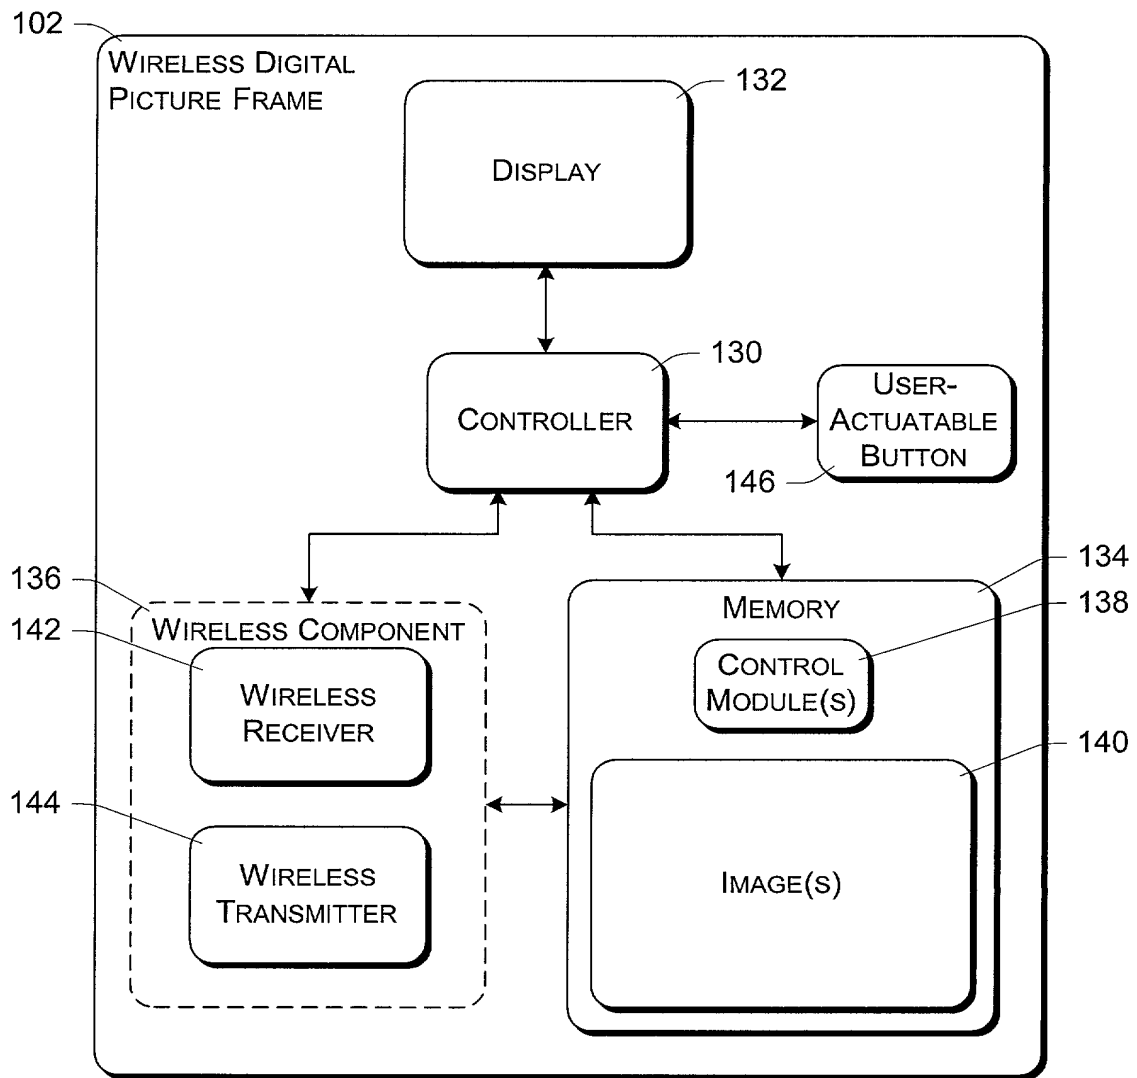 102
WIRELESS DIGITAL
PICTURE FRAME
132
DISPLAY
130
CONTROLLER
USER-
ACTUATABLE
BUTTON
146
136
134
MEMORY
138
142
WIRELESS COMPONENT
CONTROL
MODULE(S)
WIRELESS
RECEIVER
140
144
WIRELESS
TRANSMITTER
IMAGE(S)